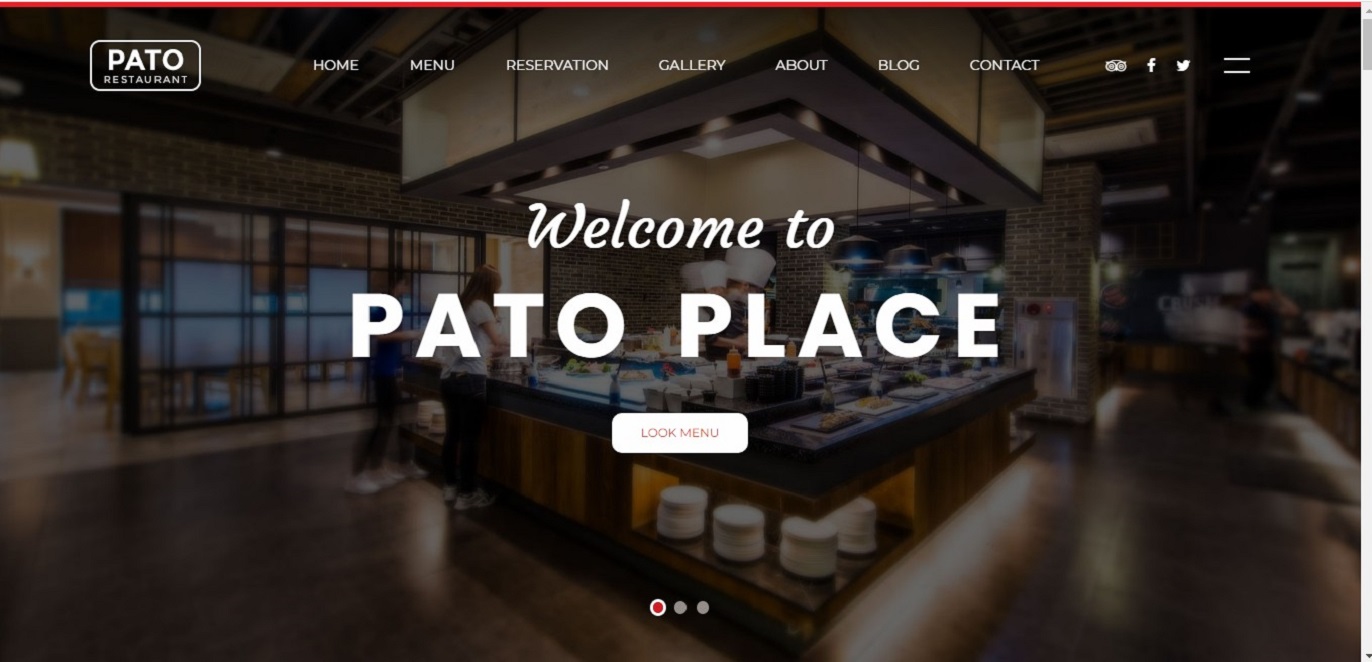 PATO
RESTAURANT
HOME
MENU
RESERVATION
GALLERY
ABOUT
BLOG
CONTACT
Welcome to
PATO PLACE
LOOK MENU